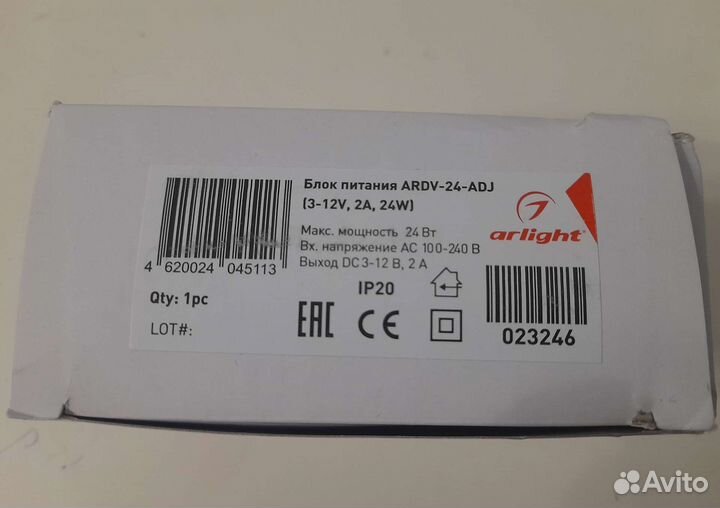 Блок питания ARDV-24-ADJ
(3-12V, 2A, 24W)
Макс. мощность 24 Вт
Вх. напряжение AC 100-240 В
Выход DC 3-12 В, 2 А
arlight
4 620024 045113
IP20
Qty: 1pc
LOT#:
EAC CE
023246
Avito